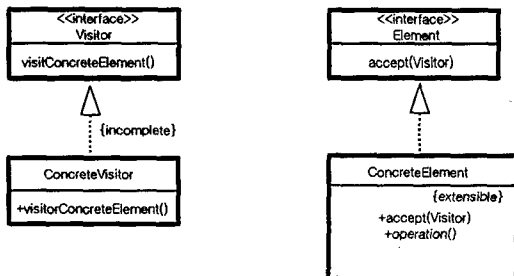 <<interface>>
Visitor
visitConcreteElement()
{incomplete}
ConcreteVisitor
+visitorConcreteElement()
<<interface>>
Element
accept(Visitor)
ConcreteElement
{extensible}
+accept(Visitor)
+operation()